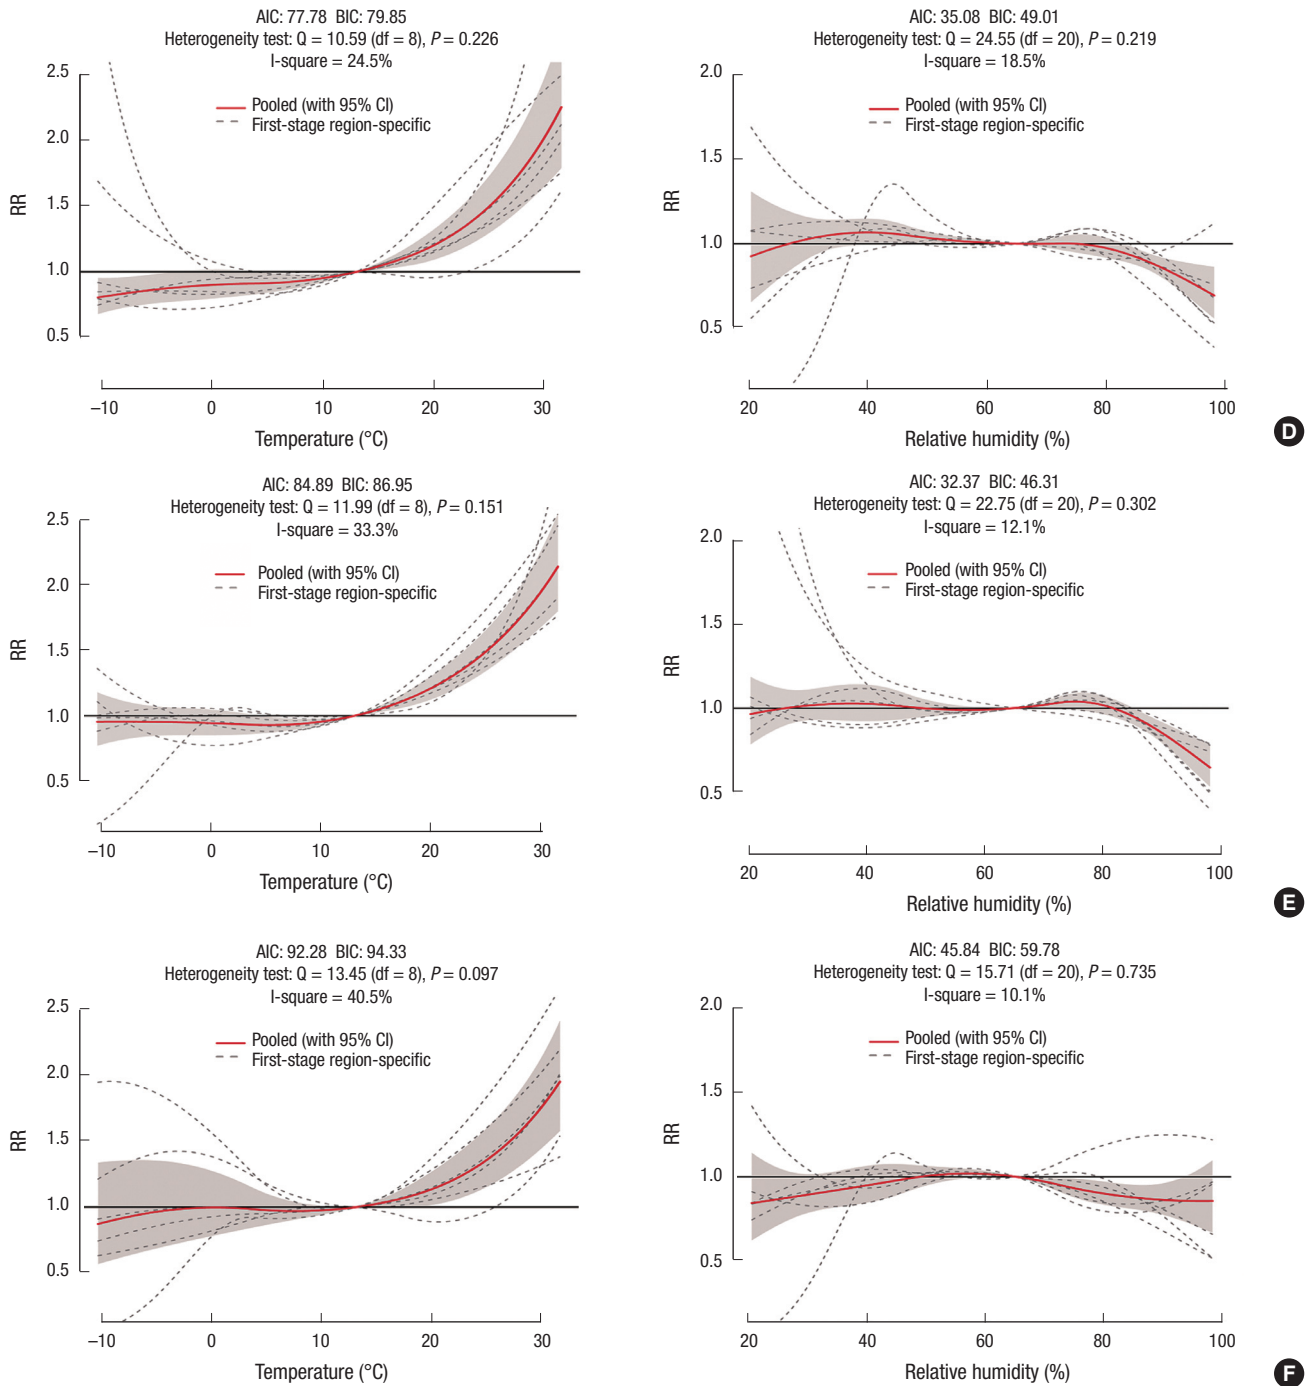 AIC: 77.78 BIC: 79.85
Heterogeneity test: Q = 10.59 (df = 8), P = 0.226
I-square = 24.5%
2.5
2.0
1.5
1.0
0.5
RR
Pooled (with 95% CI)
First-stage region-specific
–10 0 10 20 30
Temperature (°C)
AIC: 35.08 BIC: 49.01
Heterogeneity test: Q = 24.55 (df = 20), P = 0.219
I-square = 18.5%
2.0
1.5
1.0
0.5
RR
Pooled (with 95% CI)
First-stage region-specific
20 40 60 80 100
Relative humidity (%)
D
AIC: 84.89 BIC: 86.95
Heterogeneity test: Q = 11.99 (df = 8), P = 0.151
I-square = 33.3%
2.5
2.0
1.5
1.0
0.5
RR
Pooled (with 95% CI)
First-stage region-specific
–10 0 10 20 30
Temperature (°C)
AIC: 32.37 BIC: 46.31
Heterogeneity test: Q = 22.75 (df = 20), P = 0.302
I-square = 12.1%
2.0
1.5
1.0
0.5
RR
Pooled (with 95% CI)
First-stage region-specific
20 40 60 80 100
Relative humidity (%)
E
AIC: 92.28 BIC: 94.33
Heterogeneity test: Q = 13.45 (df = 8), P = 0.097
I-square = 40.5%
2.5
2.0
1.5
1.0
0.5
RR
Pooled (with 95% CI)
First-stage region-specific
–10 0 10 20 30
Temperature (°C)
AIC: 45.84 BIC: 59.78
Heterogeneity test: Q = 15.71 (df = 20), P = 0.735
I-square = 10.1%
2.0
1.5
1.0
0.5
RR
Pooled (with 95% CI)
First-stage region-specific
20 40 60 80 100
Relative humidity (%)
F